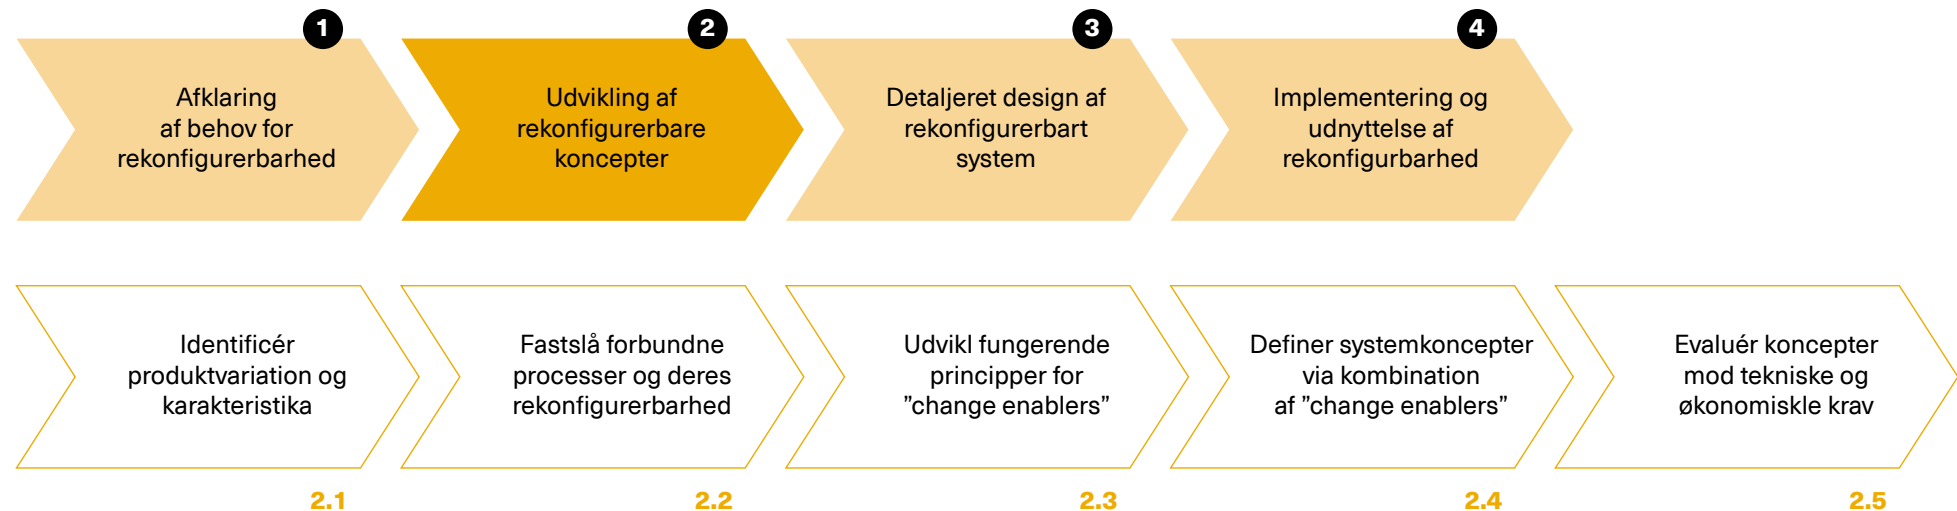 1
Afklaring
af behov for
rekonfigurerbarhed
2
Udvikling af
rekonfigurerbare
koncepter
3
Detaljeret design af
rekonfigurerbart
system
4
Implementering og
udnyttelse af
rekonfigurbarhed
Identificér
produktvariation og
karakteristika
2.1
Fastslå forbundne
processer og deres
rekonfigurerbarhed
2.2
Udvikl fungerende
principper for
”change enablers”
2.3
Definer systemkoncepter
via kombination
af ”change enablers”
2.4
Evaluér koncepter
mod tekniske og
økonomiskle krav
2.5